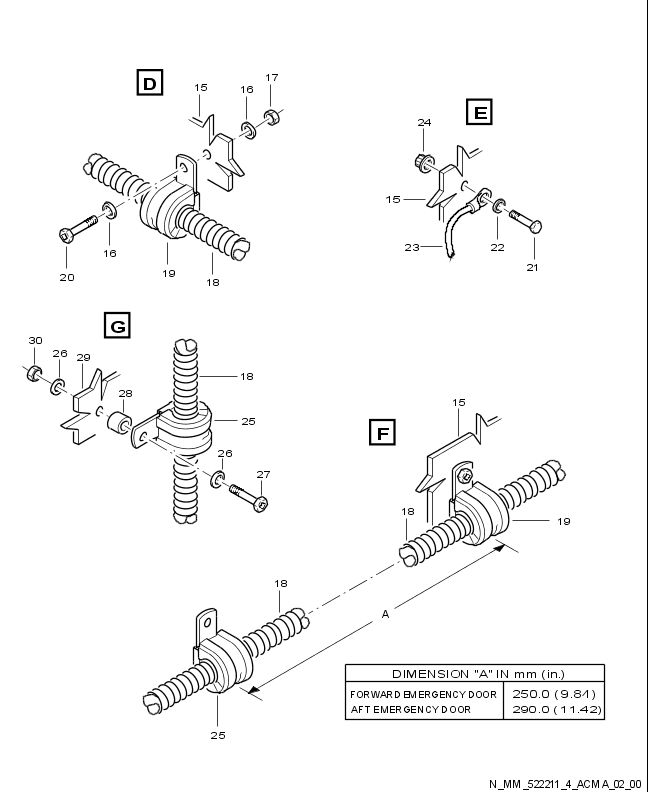 D
15
16
17
20
16
19
18
E
24
15
23
22
21
G
30
26
29
28
18
25
26
27
F
15
18
19
18
A
25
DIMENSION "A" IN mm (in.)
FORWARD EMERGENCY DOOR 250.0 (9.84)
AFT EMERGENCY DOOR 290.0 (11.42)
N_MM_522211_4_ACMA_02_00